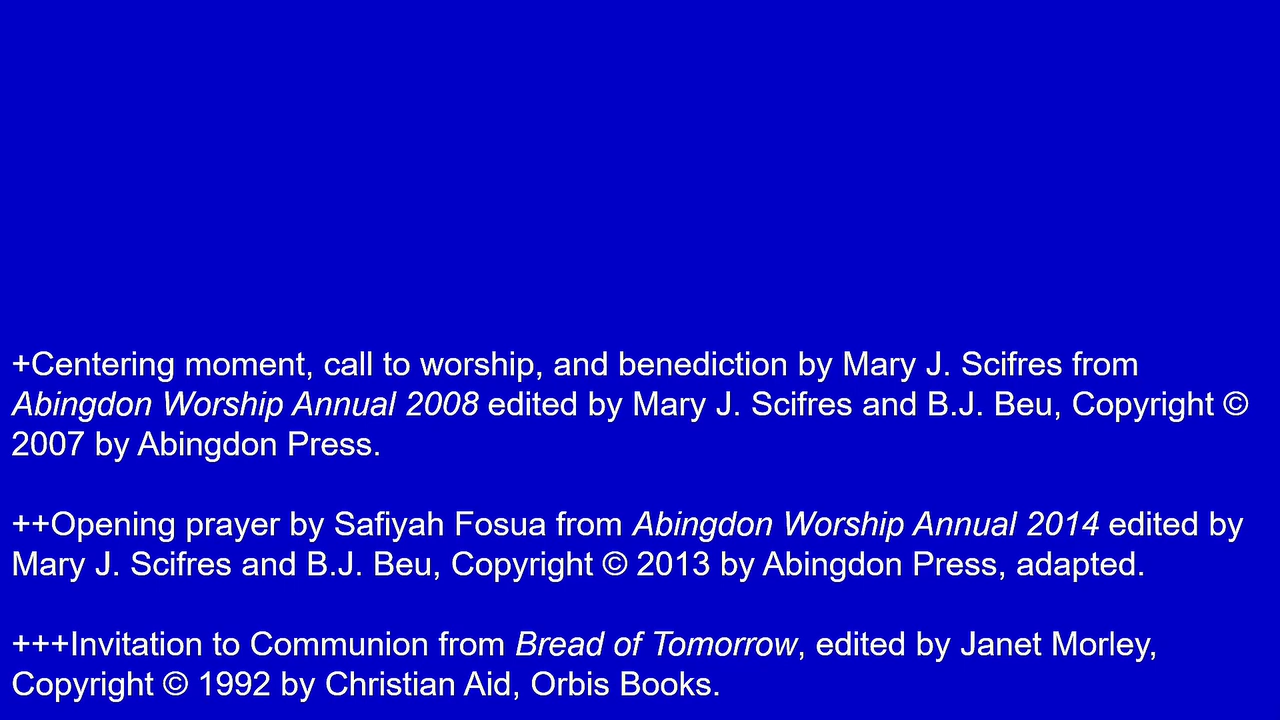 +Centering moment, call to worship, and benediction by Mary J. Scifres from
Abingdon Worship Annual 2008 edited by Mary J. Scifres and B.J. Beu, Copyright ©
2007 by Abingdon Press.
++Opening prayer by Safiyah Fosua from Abingdon Worship Annual 2014 edited by
Mary J. Scifres and B.J. Beu, Copyright © 2013 by Abingdon Press, adapted.
+++Invitation to Communion from Bread of Tomorrow, edited by Janet Morley,
Copyright © 1992 by Christian Aid, Orbis Books.